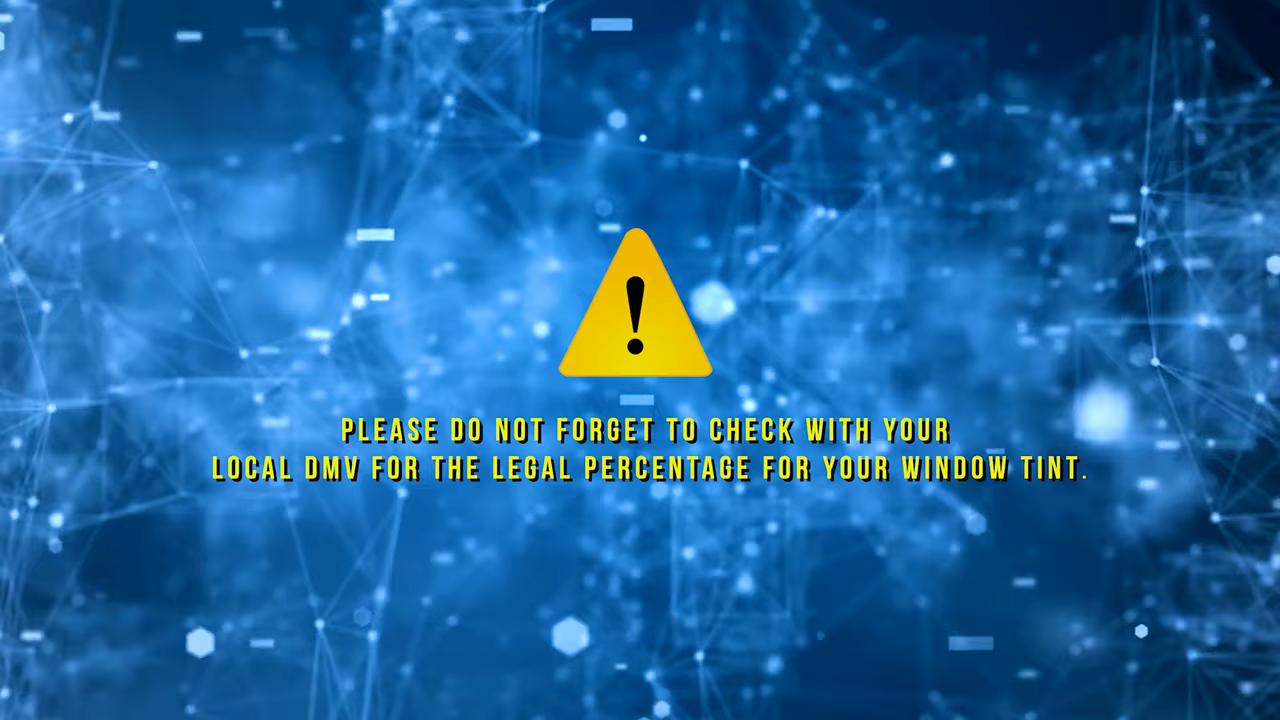 PLEASE DO NOT FORGET TO CHECK WITH YOUR
LOCAL DMV FOR THE LEGAL PERCENTAGE FOR YOUR WINDOW TINT.